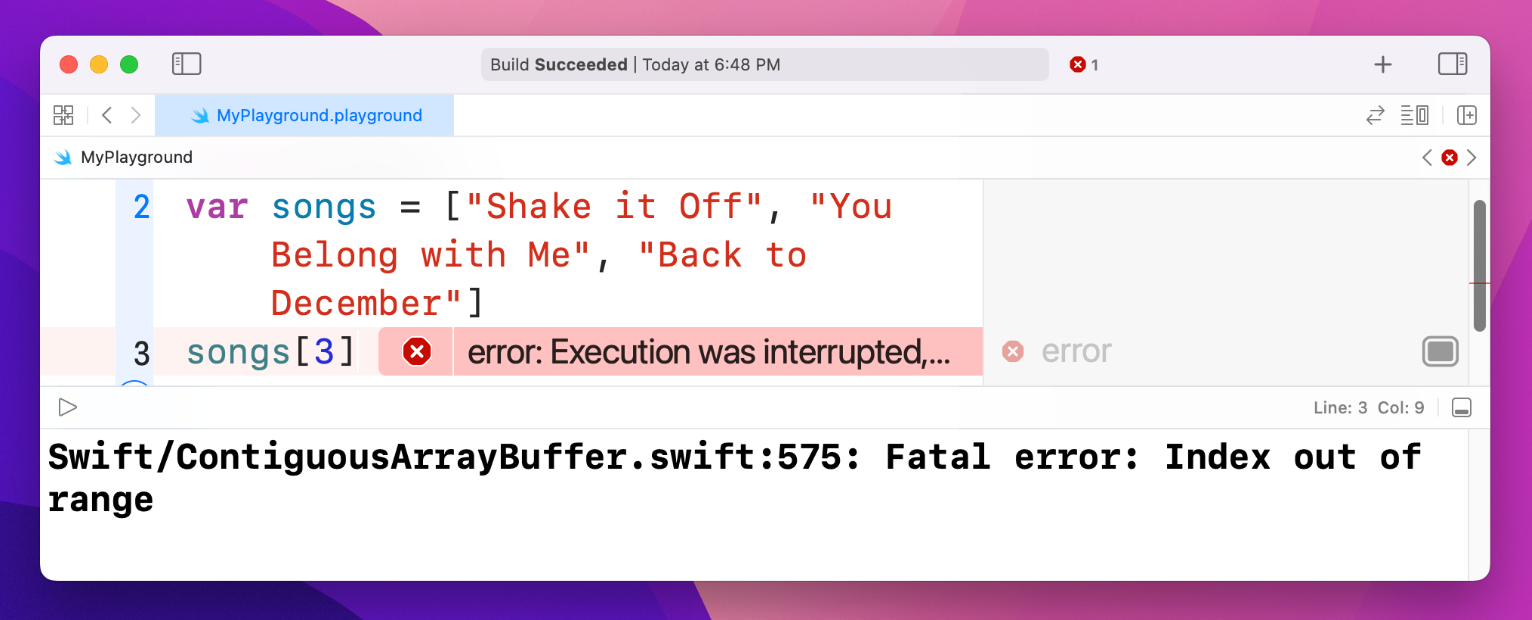 Build Succeeded | Today at 6:48 PM
1
MyPlayground.playground
MyPlayground
2 var songs = ["Shake it Off", "You
Belong with Me", "Back to
December"]
3 songs[3] error: Execution was interrupted,... error
Line: 3 Col: 9
Swift/ContiguousArrayBuffer.swift:575: Fatal error: Index out of
range